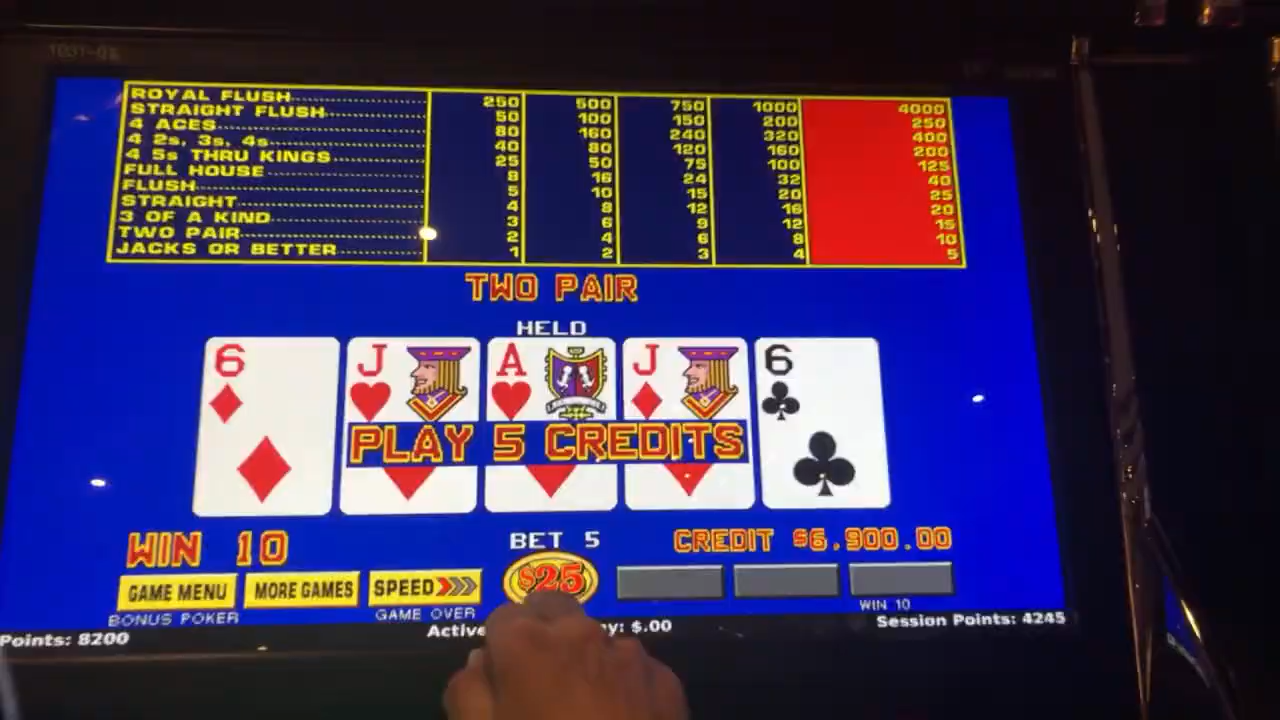 ROYAL FLUSH 250 500 750 1000 4000
STRAIGHT FLUSH 50 100 150 200 250
4 ACES 80 160 240 320 400
4 2s, 3s, 4s 40 80 120 160 200
4 5s THRU KINGS 25 50 75 100 125
FULL HOUSE 8 16 24 32 40
FLUSH 5 10 15 20 25
STRAIGHT 4 8 12 16 20
3 OF A KIND 3 6 9 12 15
TWO PAIR 2 4 6 8 10
JACKS OR BETTER 1 2 3 4 5
TWO PAIR
HELD
6 J A J 6
PLAY 5 CREDITS
WIN 10 BET 5 CREDIT $6,900.00
GAME MENU MORE GAMES SPEED $25
BONUS POKER GAME OVER WIN 10
Points: 8200 Active $.00 Session Points: 4245